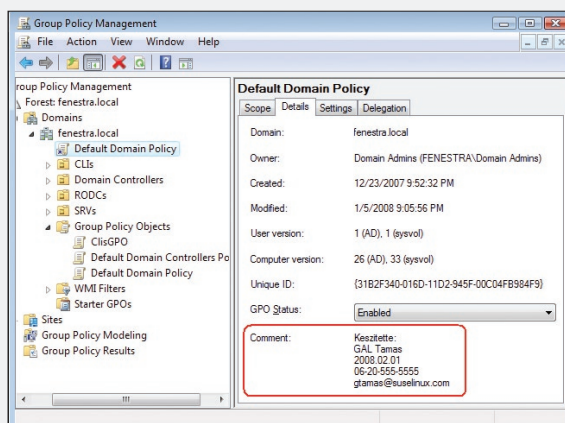 Group Policy Management
File Action View Window Help
roup Policy Management
Forest: fenestra.local
Domains
fenestra.local
Default Domain Policy
CLIs
Domain Controllers
RODCs
SRVs
Group Policy Objects
ClisGPO
Default Domain Controllers Po
Default Domain Policy
WMI Filters
Starter GPOs
Sites
Group Policy Modeling
Group Policy Results
Default Domain Policy
Scope Details Settings Delegation
Domain: fenestra.local
Owner: Domain Admins (FENESTRA\Domain Admins)
Created: 12/23/2007 9:52:32 PM
Modified: 1/5/2008 9:05:56 PM
User version: 1 (AD), 1 (sysvol)
Computer version: 26 (AD), 33 (sysvol)
Unique ID: {31B2F340-016D-11D2-945F-00C04FB984F9}
GPO Status: Enabled
Comment: Keszitette:
GAL Tamas
2008.02.01
06-20-555-5555
gtamas@suselinux.com